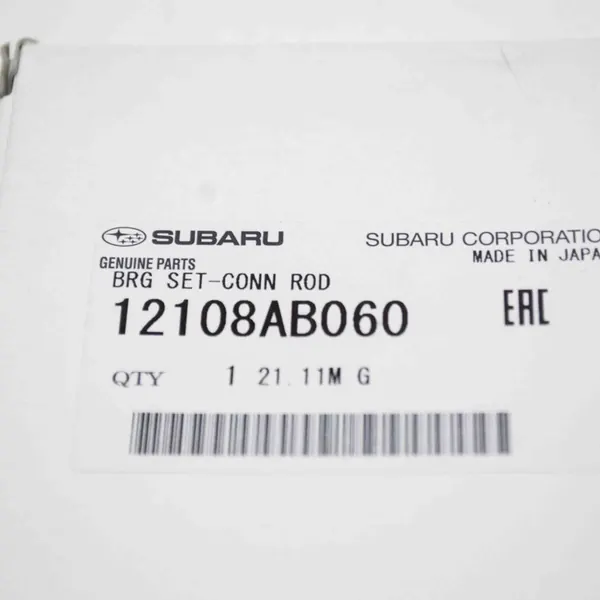 SUBARU
SUBARU CORPORATIO
MADE IN JAPA
GENUINE PARTS
BRG SET-CONN ROD
12108AB060
EAC
QTY 1 21.11M G